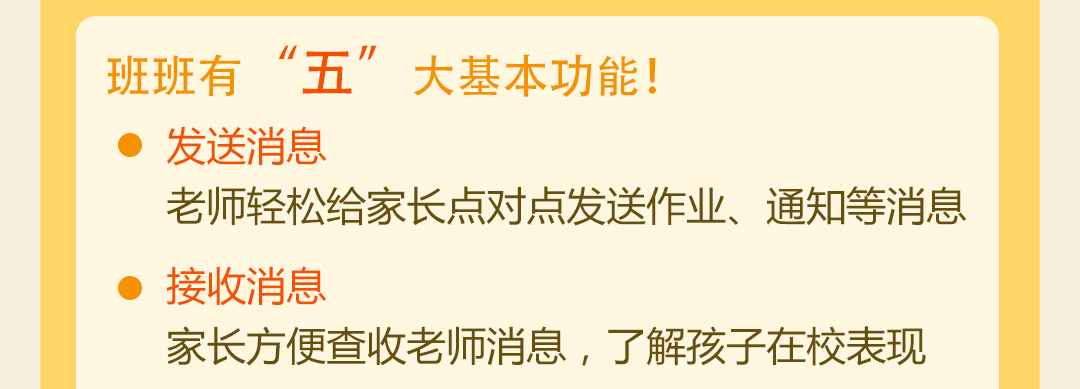 班班有“五”大基本功能！
发送消息
老师轻松给家长点对点发送作业、通知等消息
接收消息
家长方便查收老师消息，了解孩子在校表现